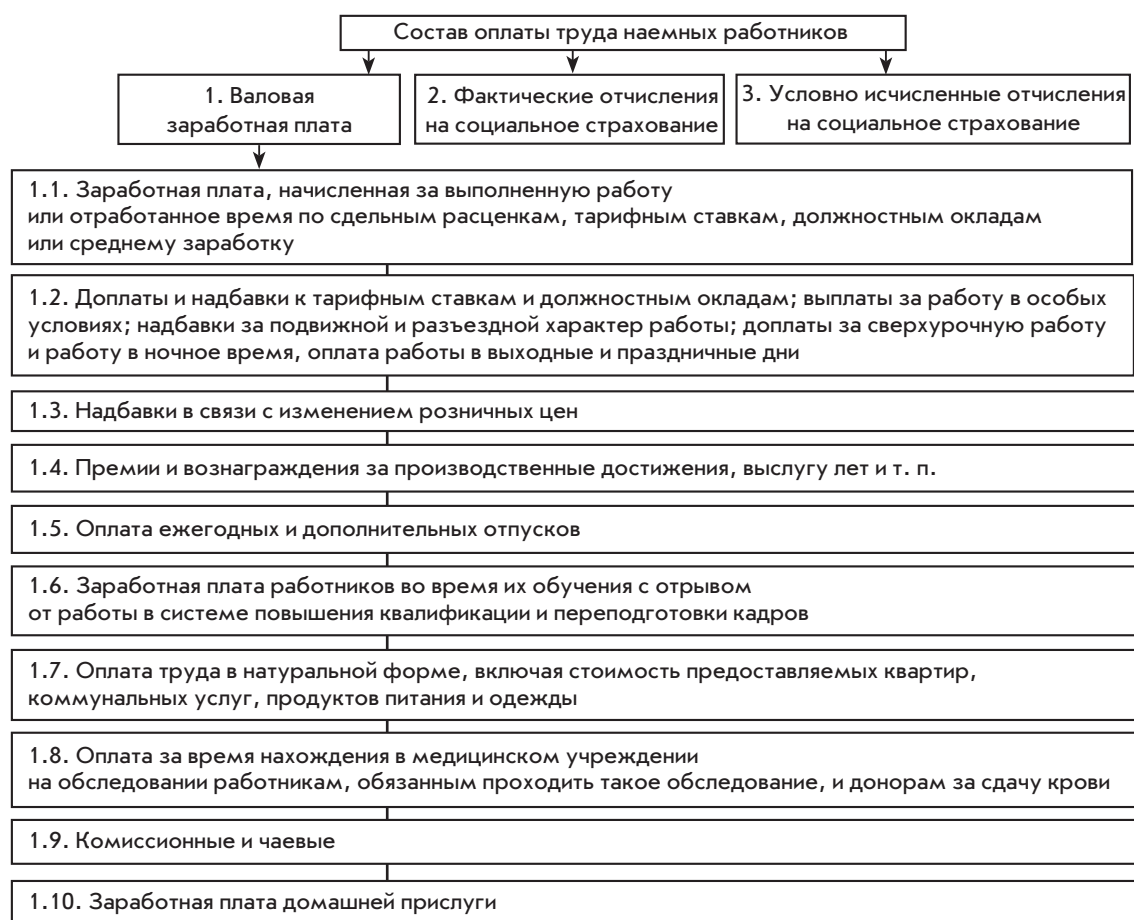 Состав оплаты труда наемных работников
1. Валовая
заработная плата
2. Фактические отчисления
на социальное страхование
3. Условно исчисленные отчисления
на социальное страхование
1.1. Заработная плата, начисленная за выполненную работу
или отработанное время по сдельным расценкам, тарифным ставкам, должностным окладам
или среднему заработку
1.2. Доплаты и надбавки к тарифным ставкам и должностным окладам; выплаты за работу в особых
условиях; надбавки за подвижной и разъездной характер работы; доплаты за сверхурочную работу
и работу в ночное время, оплата работы в выходные и праздничные дни
1.3. Надбавки в связи с изменением розничных цен
1.4. Премии и вознаграждения за производственные достижения, выслугу лет и т. п.
1.5. Оплата ежегодных и дополнительных отпусков
1.6. Заработная плата работников во время их обучения с отрывом
от работы в системе повышения квалификации и переподготовки кадров
1.7. Оплата труда в натуральной форме, включая стоимость предоставляемых квартир,
коммунальных услуг, продуктов питания и одежды
1.8. Оплата за время нахождения в медицинском учреждении
на обследовании работникам, обязанным проходить такое обследование, и донорам за сдачу крови
1.9. Комиссионные и чаевые
1.10. Заработная плата домашней прислуги